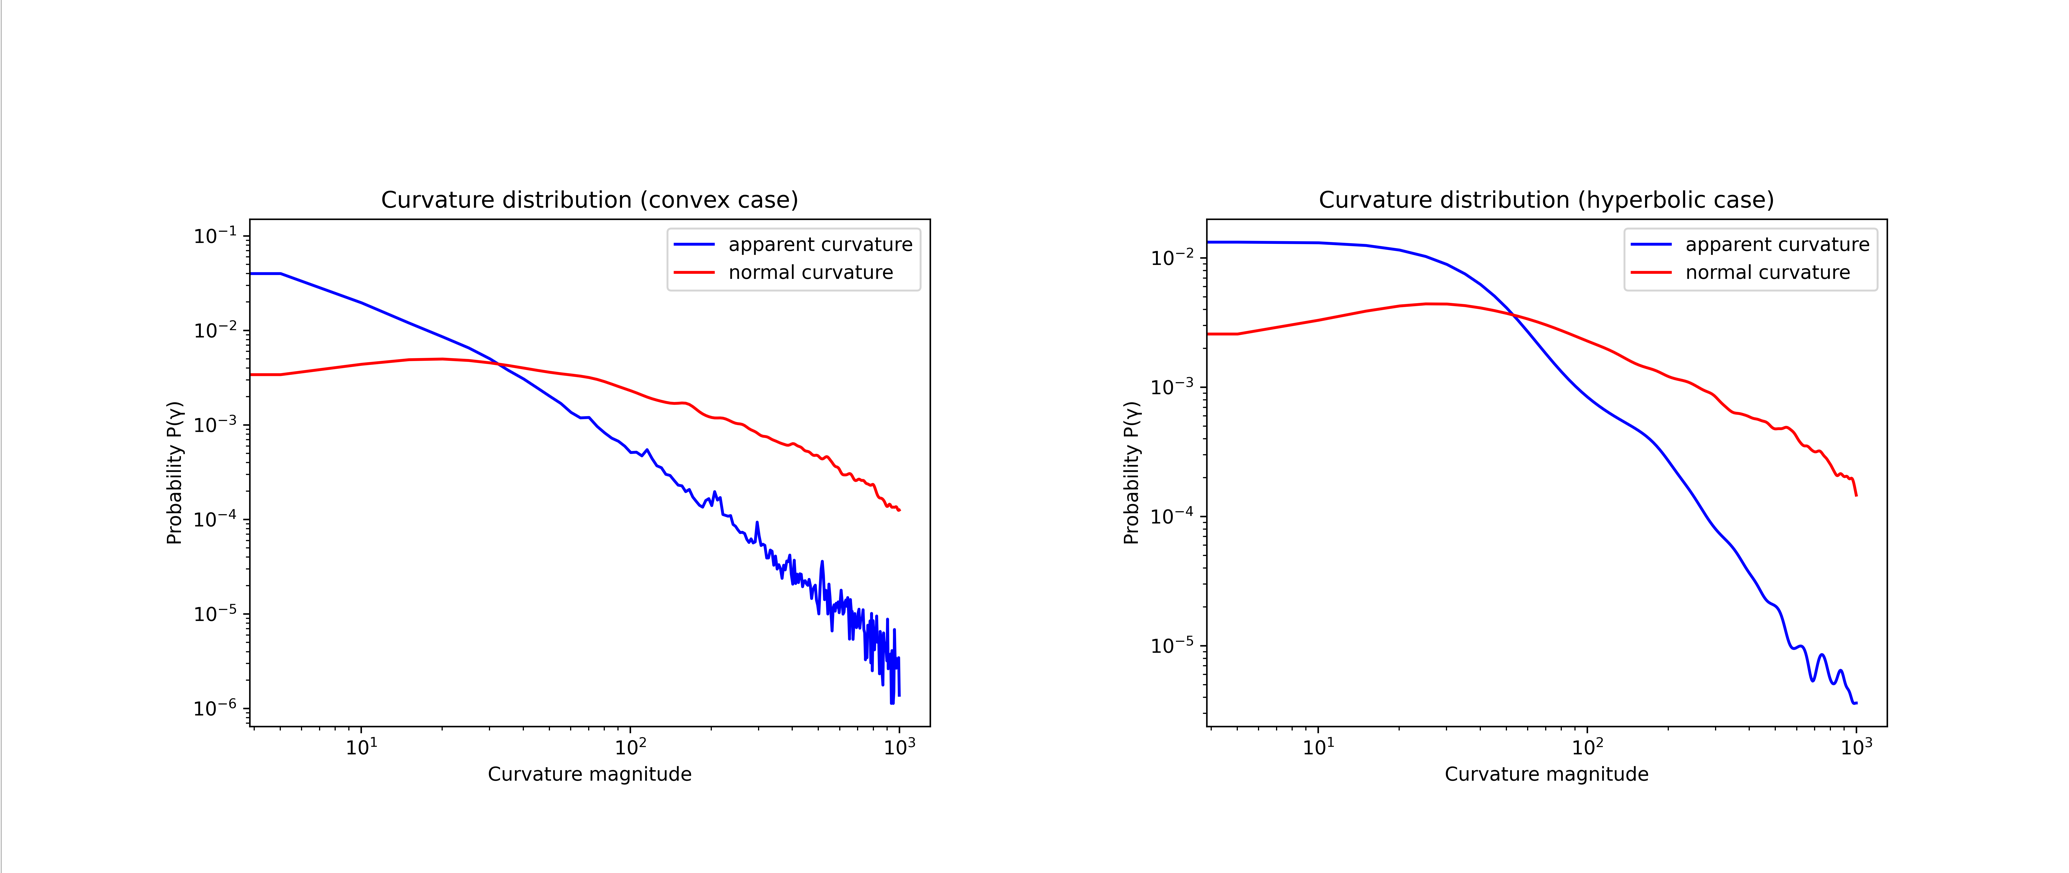 Curvature distribution (convex case)
apparent curvature
normal curvature
10⁻¹
10⁻²
10⁻³
10⁻⁴
10⁻⁵
10⁻⁶
Probability P(γ)
10¹ 10² 10³
Curvature magnitude
Curvature distribution (hyperbolic case)
apparent curvature
normal curvature
10⁻²
10⁻³
10⁻⁴
10⁻⁵
Probability P(γ)
10¹ 10² 10³
Curvature magnitude